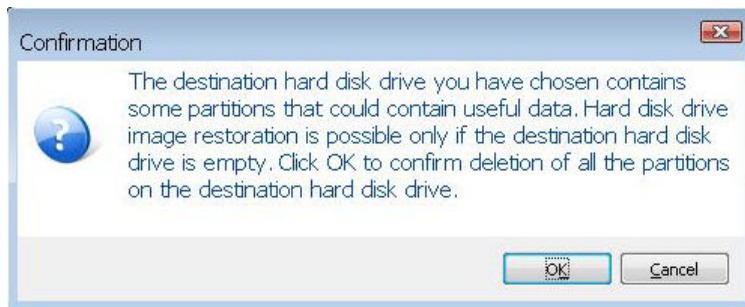 Confirmation
The destination hard disk drive you have chosen contains
some partitions that could contain useful data. Hard disk drive
image restoration is possible only if the destination hard disk
drive is empty. Click OK to confirm deletion of all the partitions
on the destination hard disk drive.
OK
Cancel